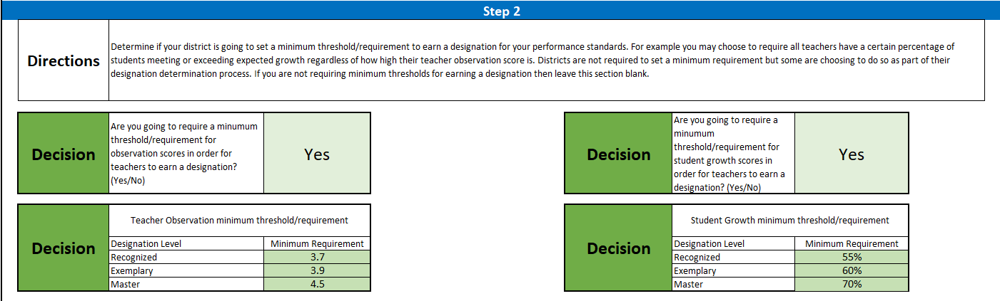 Step 2
Directions
Determine if your district is going to set a minimum threshold/requirement to earn a designation for your performance standards. For example you may choose to require all teachers have a certain percentage of
students meeting or exceeding expected growth regardless of how high their teacher observation score is. Districts are not required to set a minimum requirement but some are choosing to do so as part of their
designation determination process. If you are not requiring minimum thresholds for earning a designation then leave this section blank.
Decision
Are you going to require a minumum
threshold/requirement for
observation scores in order for
teachers to earn a designation?
(Yes/No)
Yes
Decision
Are you going to require a
minumum
threshold/requirement for
student growth scores in
order for teachers to earn a
designation? (Yes/No)
Yes
Decision
Teacher Observation minimum threshold/requirement
Designation Level Minimum Requirement
Recognized 3.7
Exemplary 3.9
Master 4.5
Decision
Student Growth minimum threshold/requirement
Designation Level Minimum Requirement
Recognized 55%
Exemplary 60%
Master 70%